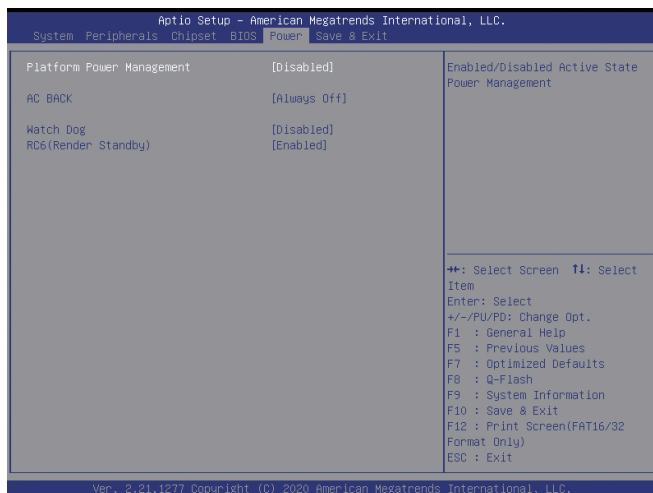 Aptio Setup – American Megatrends International, LLC.
System Peripherals Chipset BIOS Power Save & Exit
Platform Power Management [Disabled]
AC BACK [Always Off]
Watch Dog [Disabled]
RC6(Render Standby) [Enabled]
Enabled/Disabled Active State
Power Management
→←: Select Screen ↑↓: Select
Item
Enter: Select
+/-/PU/PD: Change Opt.
F1 : General Help
F5 : Previous Values
F7 : Optimized Defaults
F8 : Q-Flash
F9 : System Information
F10 : Save & Exit
F12 : Print Screen(FAT16/32
Format Only)
ESC : Exit
Ver. 2.21.1277 Copyright (C) 2020 American Megatrends International, LLC.